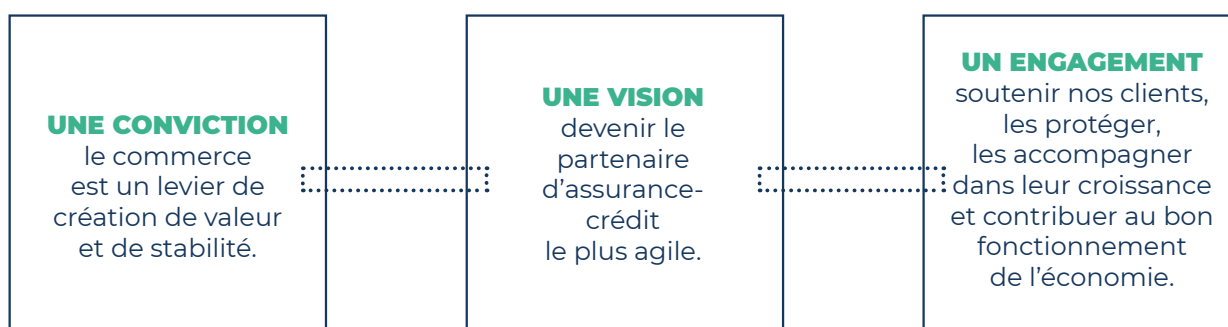 UNE CONVICTION
le commerce
est un levier de
création de valeur
et de stabilité.
UNE VISION
devenir le
partenaire
d’assurance-
crédit
le plus agile.
UN ENGAGEMENT
soutenir nos clients,
les protéger,
les accompagner
dans leur croissance
et contribuer au bon
fonctionnement
de l’économie.